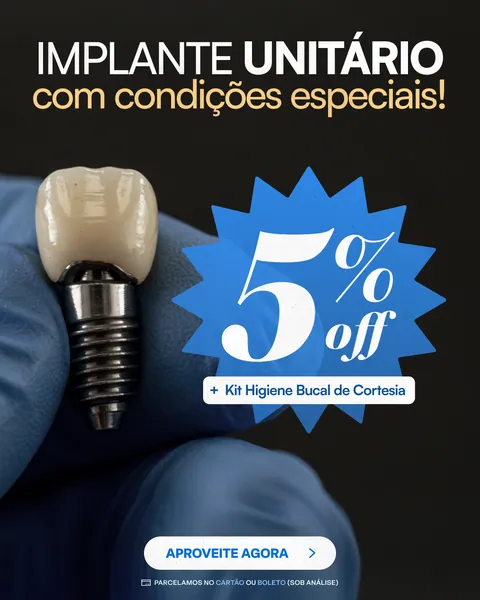 IMPLANTE UNITÁRIO
com condições especiais!
5%
off
+ Kit Higiene Bucal de Cortesia
APROVEITE AGORA
PARCELAMOS NO CARTÃO OU BOLETO (SOB ANÁLISE)